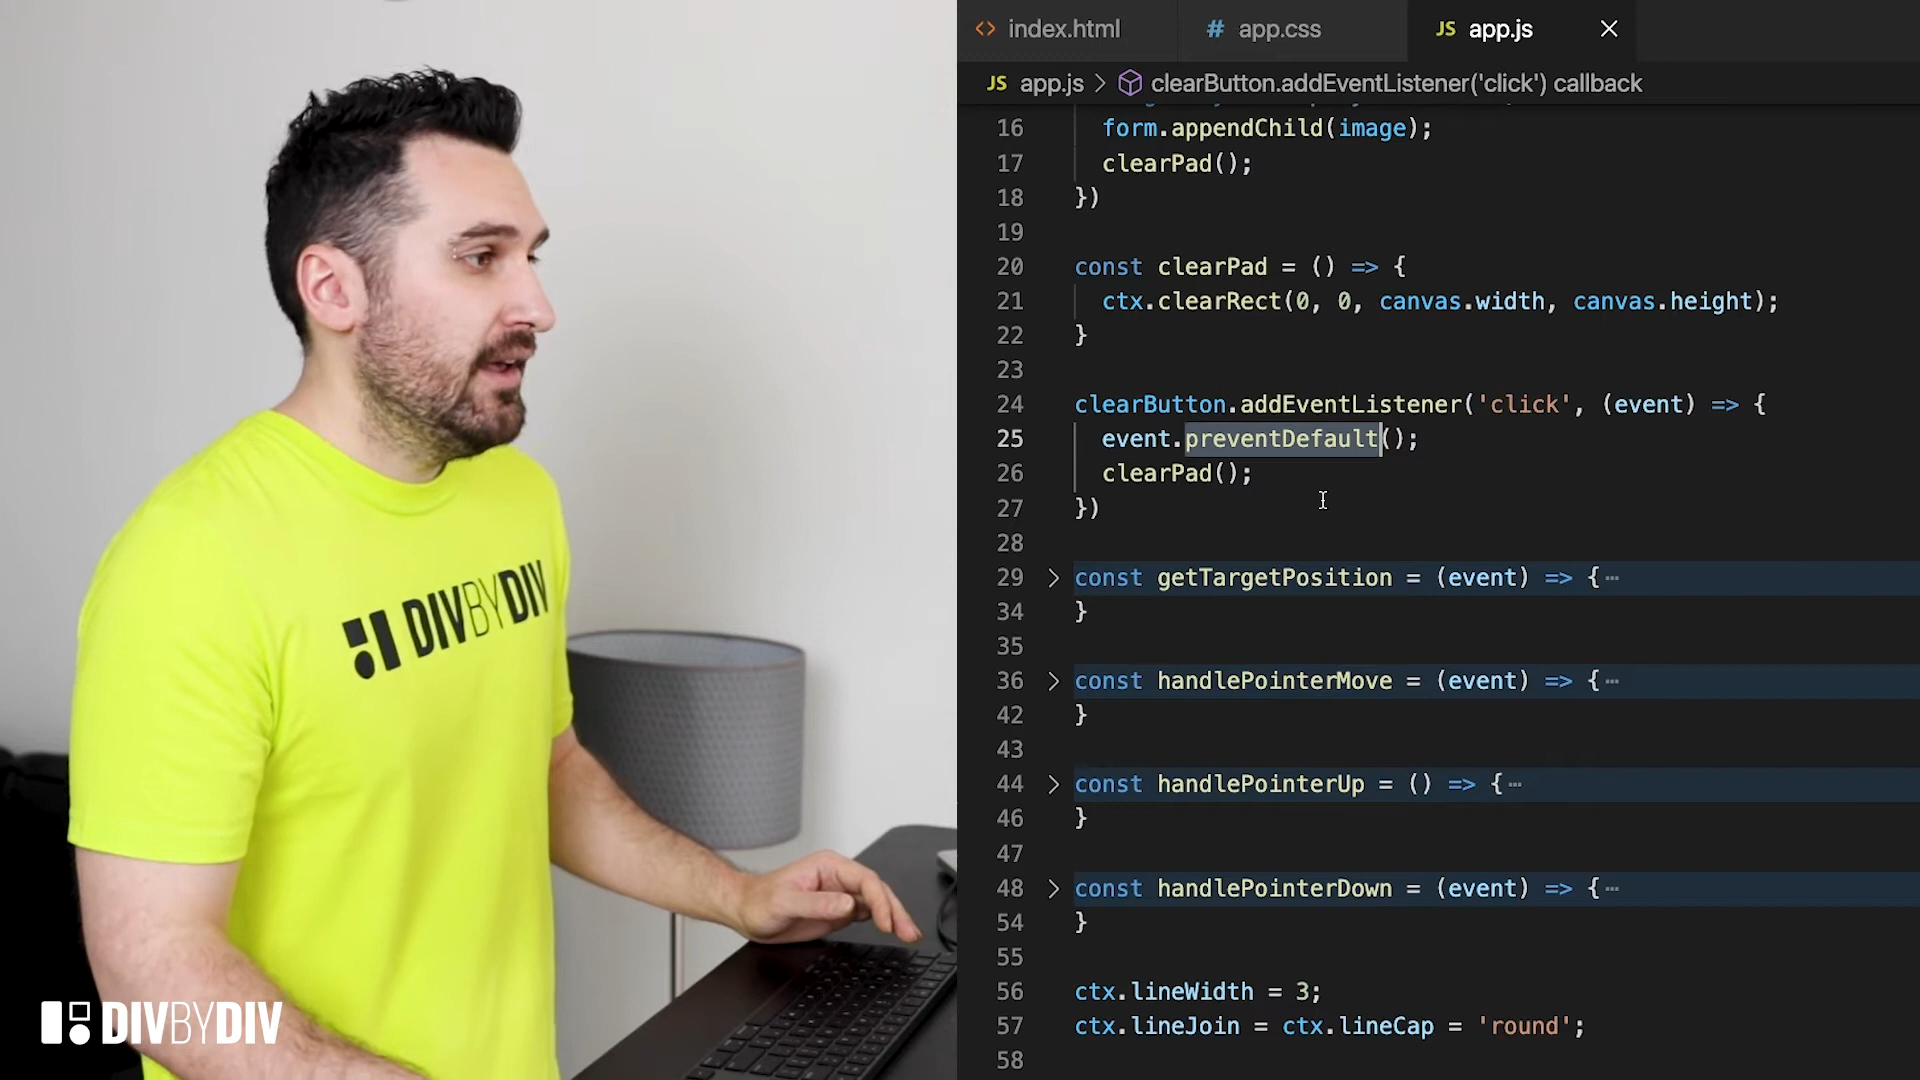 index.html
# app.css
JS app.js
JS app.js > clearButton.addEventListener('click') callback
16 form.appendChild(image);
17 clearPad();
18 })
19
20 const clearPad = () => {
21 ctx.clearRect(0, 0, canvas.width, canvas.height);
22 }
23
24 clearButton.addEventListener('click', (event) => {
25 event.preventDefault();
26 clearPad();
27 })
28
29 const getTargetPosition = (event) => {⋯
34 }
35
36 const handlePointerMove = (event) => {⋯
42 }
43
44 const handlePointerUp = () => {⋯
46 }
47
48 const handlePointerDown = (event) => {⋯
54 }
55
56 ctx.lineWidth = 3;
57 ctx.lineJoin = ctx.lineCap = 'round';
58
DIVBYDIV
DIVBYDIV